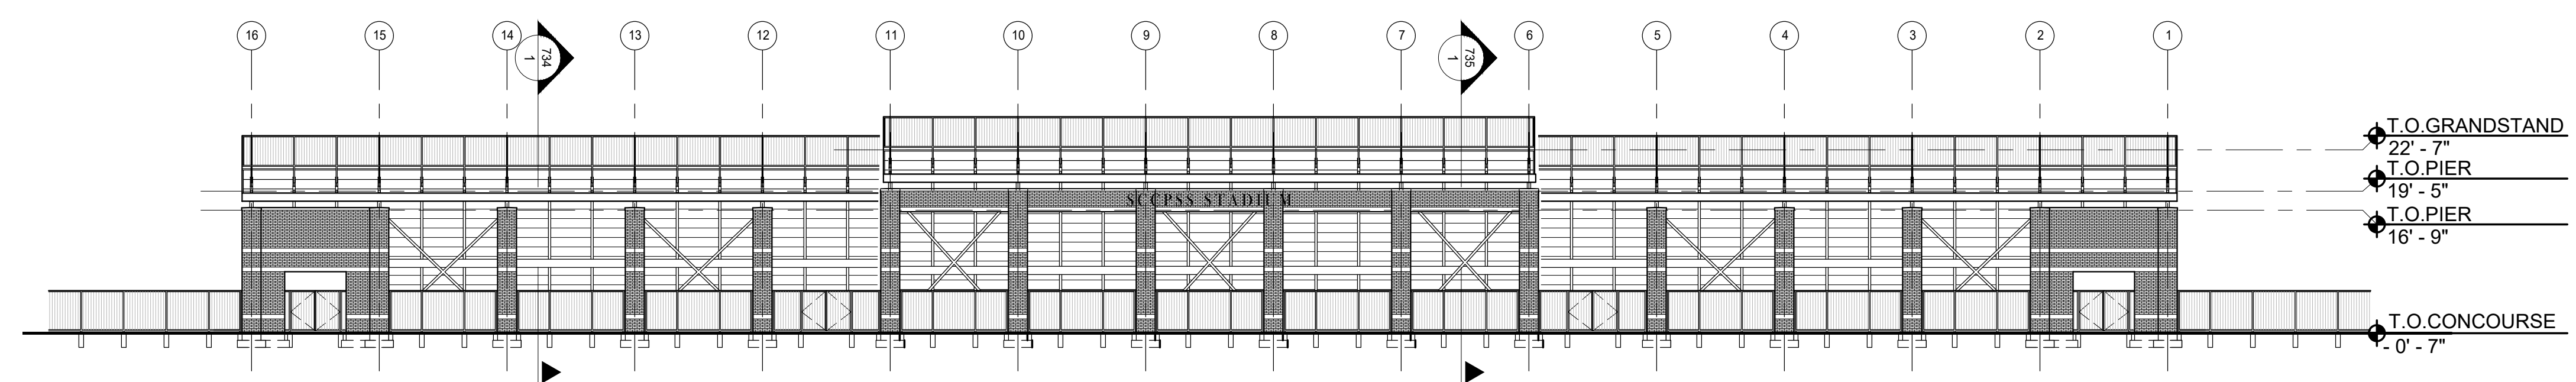 16
15
14
13
12
11
10
9
8
7
6
5
4
3
2
1
734
1
735
1
T.O.GRANDSTAND
22' - 7"
T.O.PIER
19' - 5"
SCCPSS STADIUM
T.O.PIER
16' - 9"
T.O.CONCOURSE
- 0' - 7"